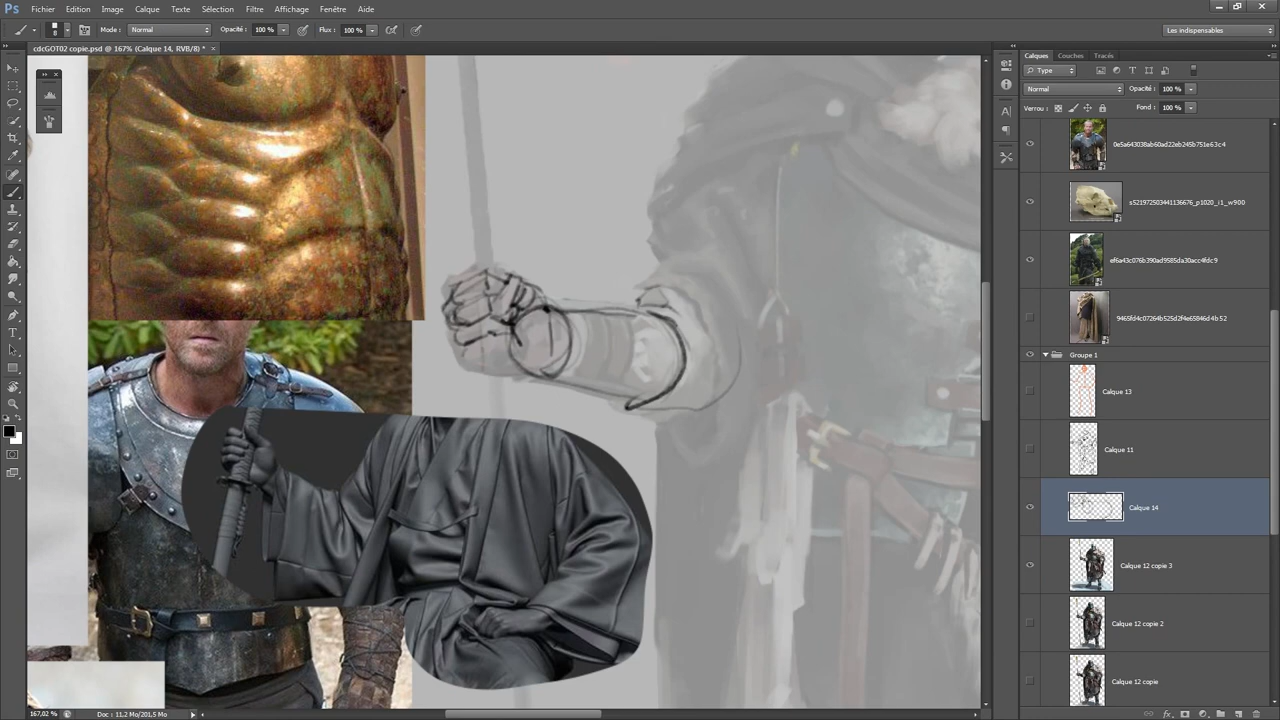 Ps Fichier Edition Image Calque Texte Sélection Filtre Affichage Fenêtre Aide
Mode : Normal Opacité : 100 % Flux : 100 % Les indispensables
cdcGOT02 copie.psd @ 167% (Calque 14, RVB/8) * ×
Calques Couches Tracés
Type
Normal Opacité : 100 %
Verrou : Fond : 100 %
0e5a643038ab60ad22eb245b751e63c4
s521972503441136676_p1020_i1_w900
ef6a43c076b390ad9585da30acc4fdc9
9465fd4c07264b525d2f4e65846d4b52
Groupe 1
Calque 13
Calque 11
Calque 14
Calque 12 copie 3
Calque 12 copie 2
Calque 12 copie
167,02 % Doc : 11,2 Mo/201,5 Mo